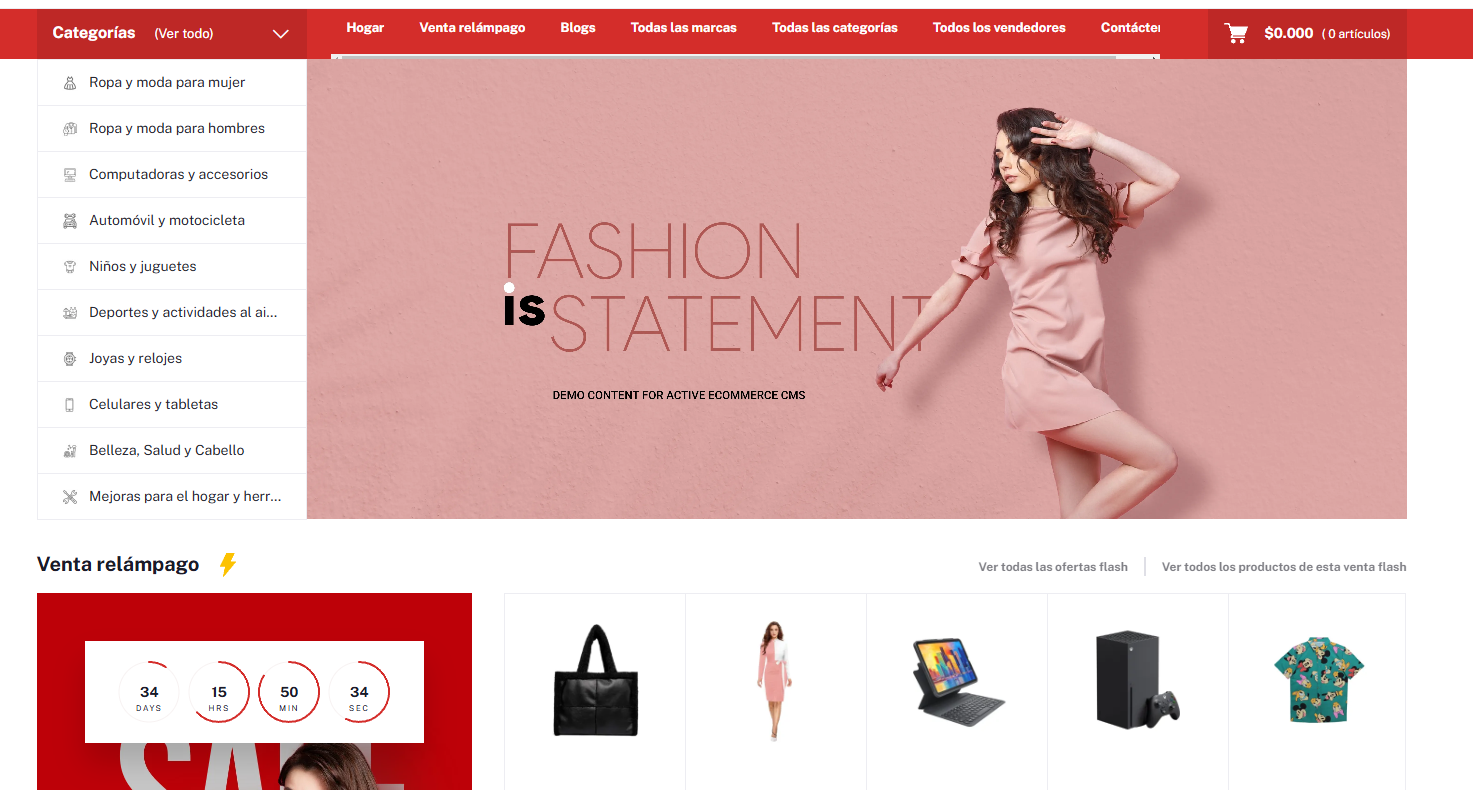 Categorías (Ver todo)
Hogar Venta relámpago Blogs Todas las marcas Todas las categorías Todos los vendedores
$0.000 ( 0 artículos)
Ropa y moda para mujer
Ropa y moda para hombres
Computadoras y accesorios
Automóvil y motocicleta
Niños y juguetes
Deportes y actividades al ai...
Joyas y relojes
Celulares y tabletas
Belleza, Salud y Cabello
Mejoras para el hogar y herr...
FASHION
is STATEMENT
DEMO CONTENT FOR ACTIVE ECOMMERCE CMS
Venta relámpago
Ver todas las ofertas flash
Ver todos los productos de esta venta flash
34 15 50 34
DAYS HRS MIN SEC